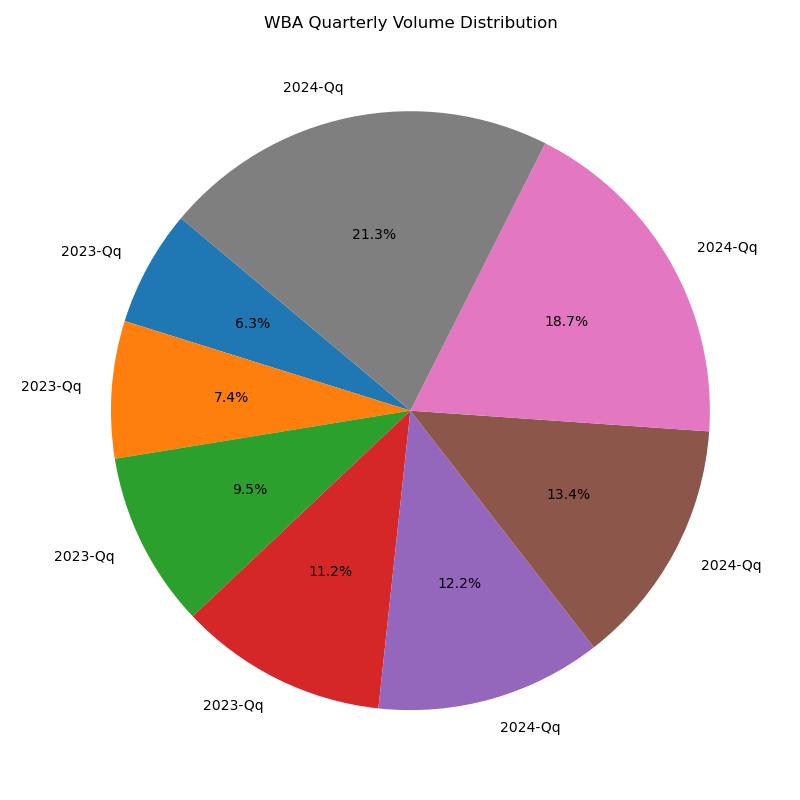 WBA Quarterly Volume Distribution
2024-Qq
21.3%
2024-Qq
18.7%
2023-Qq
6.3%
2023-Qq
7.4%
2023-Qq
9.5%
2023-Qq
11.2%
2024-Qq
12.2%
2024-Qq
13.4%